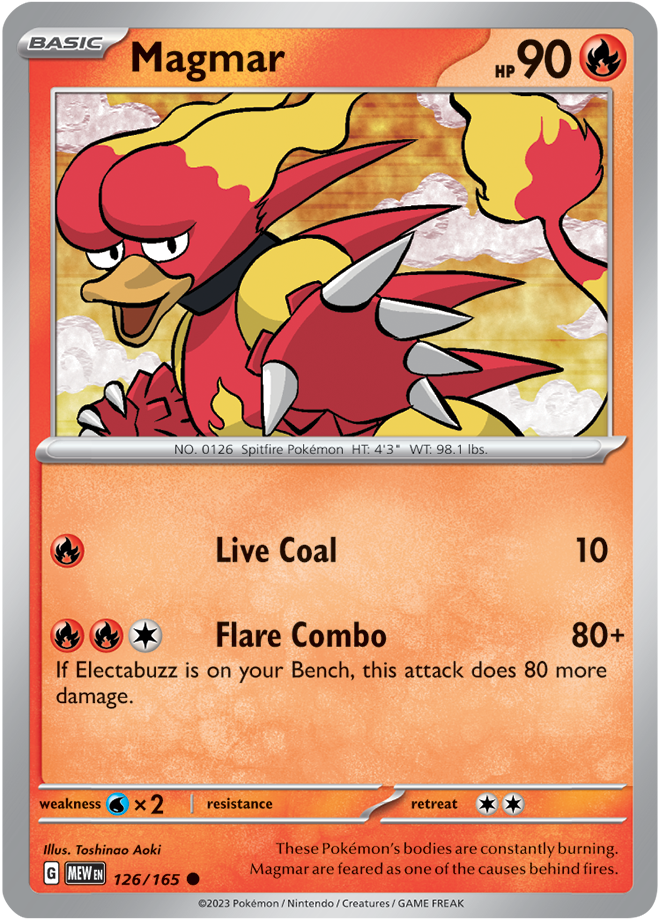 BASIC Magmar HP 90
NO. 0126 Spitfire Pokémon HT: 4'3" WT: 98.1 lbs.
Live Coal 10
Flare Combo 80+
If Electabuzz is on your Bench, this attack does 80 more
damage.
weakness ×2 resistance retreat
Illus. Toshinao Aoki
These Pokémon's bodies are constantly burning.
Magmar are feared as one of the causes behind fires.
G MEW EN 126/165
©2023 Pokémon / Nintendo / Creatures / GAME FREAK